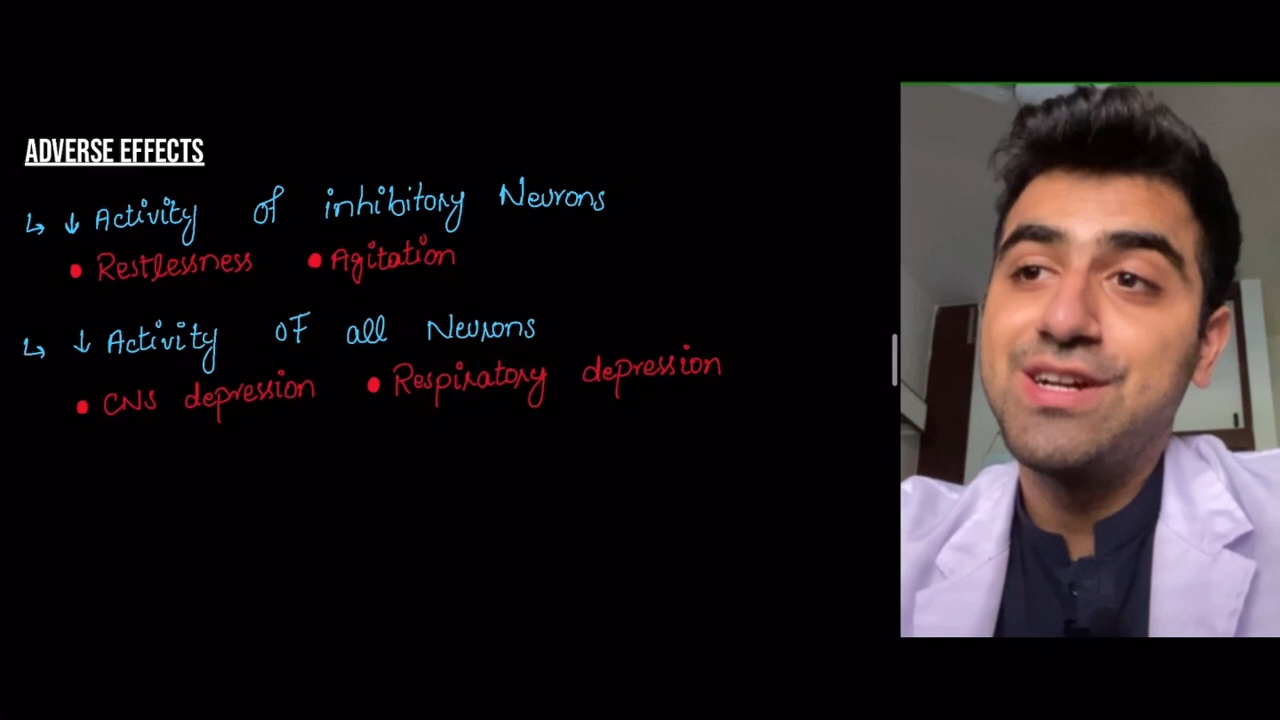 ADVERSE EFFECTS
↳ ↓ Activity of inhibitory Neurons
• Restlessness • Agitation
↳ ↓ Activity OF all Neurons
• CNS depression • Respiratory depression